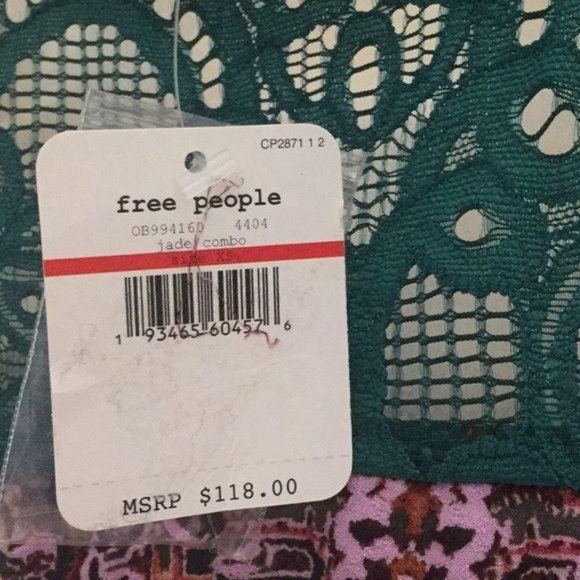 CP2871 1 2
free people
OB994160 4404
jade combo
size XS
1 93465 60457 6
MSRP $118.00